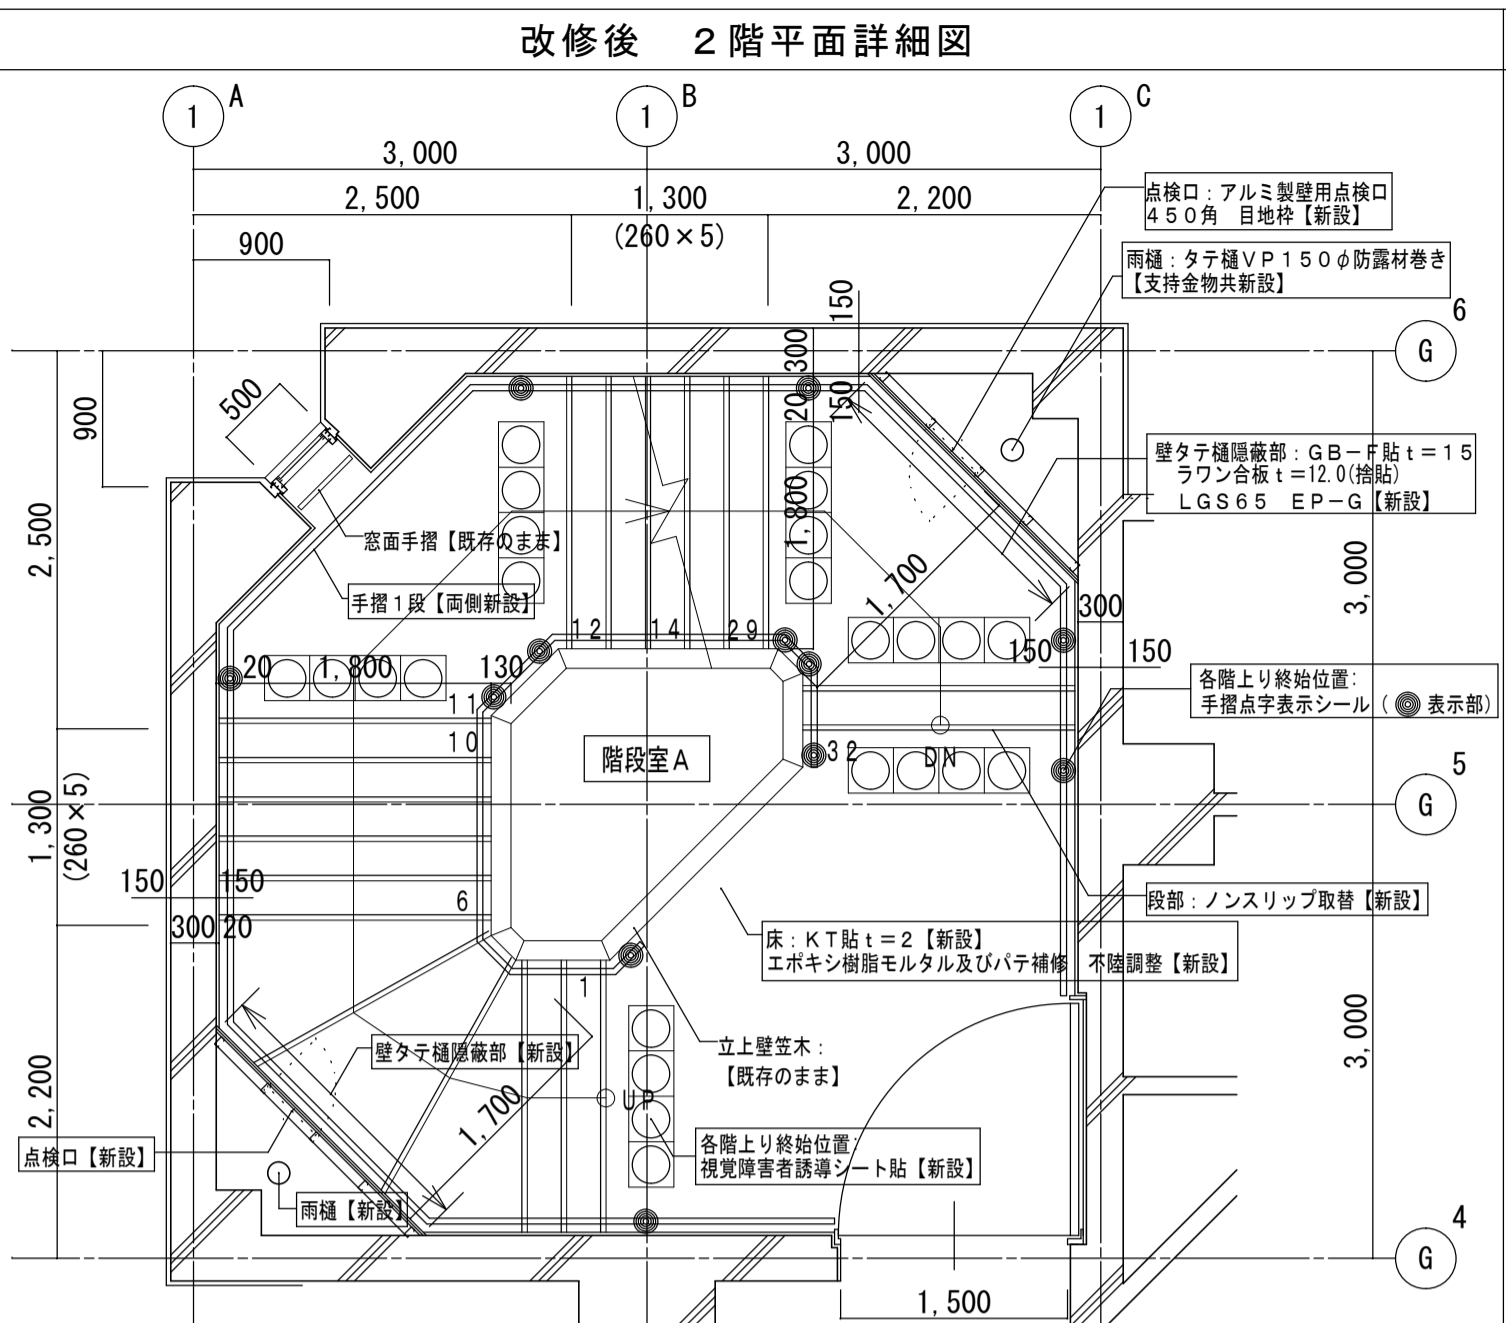 改修後　２階平面詳細図
1 A
1 B
1 C
3,000
3,000
2,500
1,300
2,200
(260×5)
900
点検口：アルミ製壁用点検口
４５０角　目地枠【新設】
雨樋：タテ樋ＶＰ１５０φ防露材巻き
【支持金物共新設】
6
G
150
300
20
150
500
900
壁タテ樋隠蔽部：ＧＢ－Ｆ貼ｔ＝１５
ラワン合板ｔ＝12.0(捨貼)
ＬＧＳ６５　ＥＰ－Ｇ【新設】
2,500
窓面手摺【既存のまま】
1,800
1,700
3,000
手摺１段【両側新設】
300
12
14
29
150
150
20
1,800
130
各階上り終始位置：
手摺点字表示シール（ ◎ 表示部）
11
10
階段室Ａ
32
DN
5
G
1,300
(260×5)
150
150
6
段部：ノンスリップ取替【新設】
300
20
床：ＫＴ貼ｔ＝２【新設】
エポキシ樹脂モルタル及びパテ補修　不陸調整【新設】
1
壁タテ樋隠蔽部【新設】
立上壁笠木：
【既存のまま】
3,000
2,200
UP
1,700
点検口【新設】
各階上り終始位置：
視覚障害者誘導シート貼【新設】
雨樋【新設】
4
G
1,500